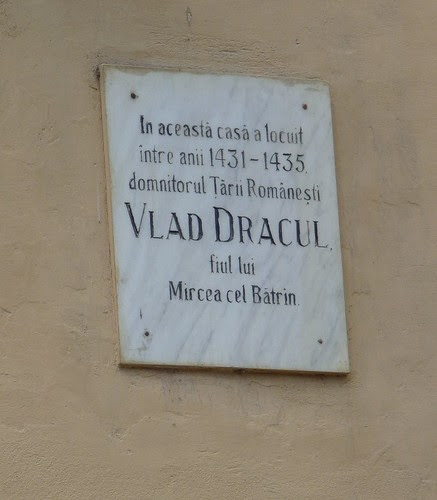 In această casă a locuit
între anii 1431-1435,
domnitorul Țării Românești
VLAD DRACUL,
fiul lui
Mircea cel Bătrîn.